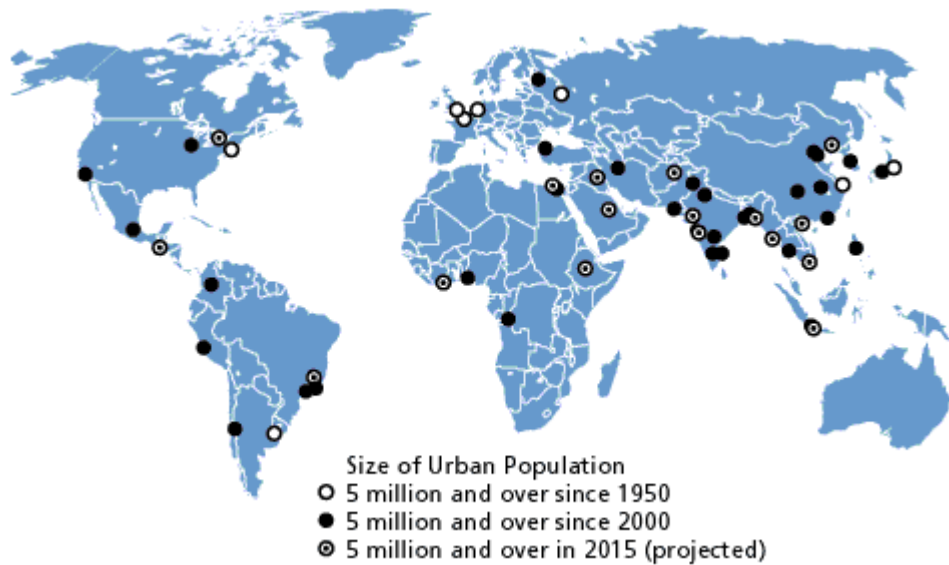 Size of Urban Population
5 million and over since 1950
5 million and over since 2000
5 million and over in 2015 (projected)